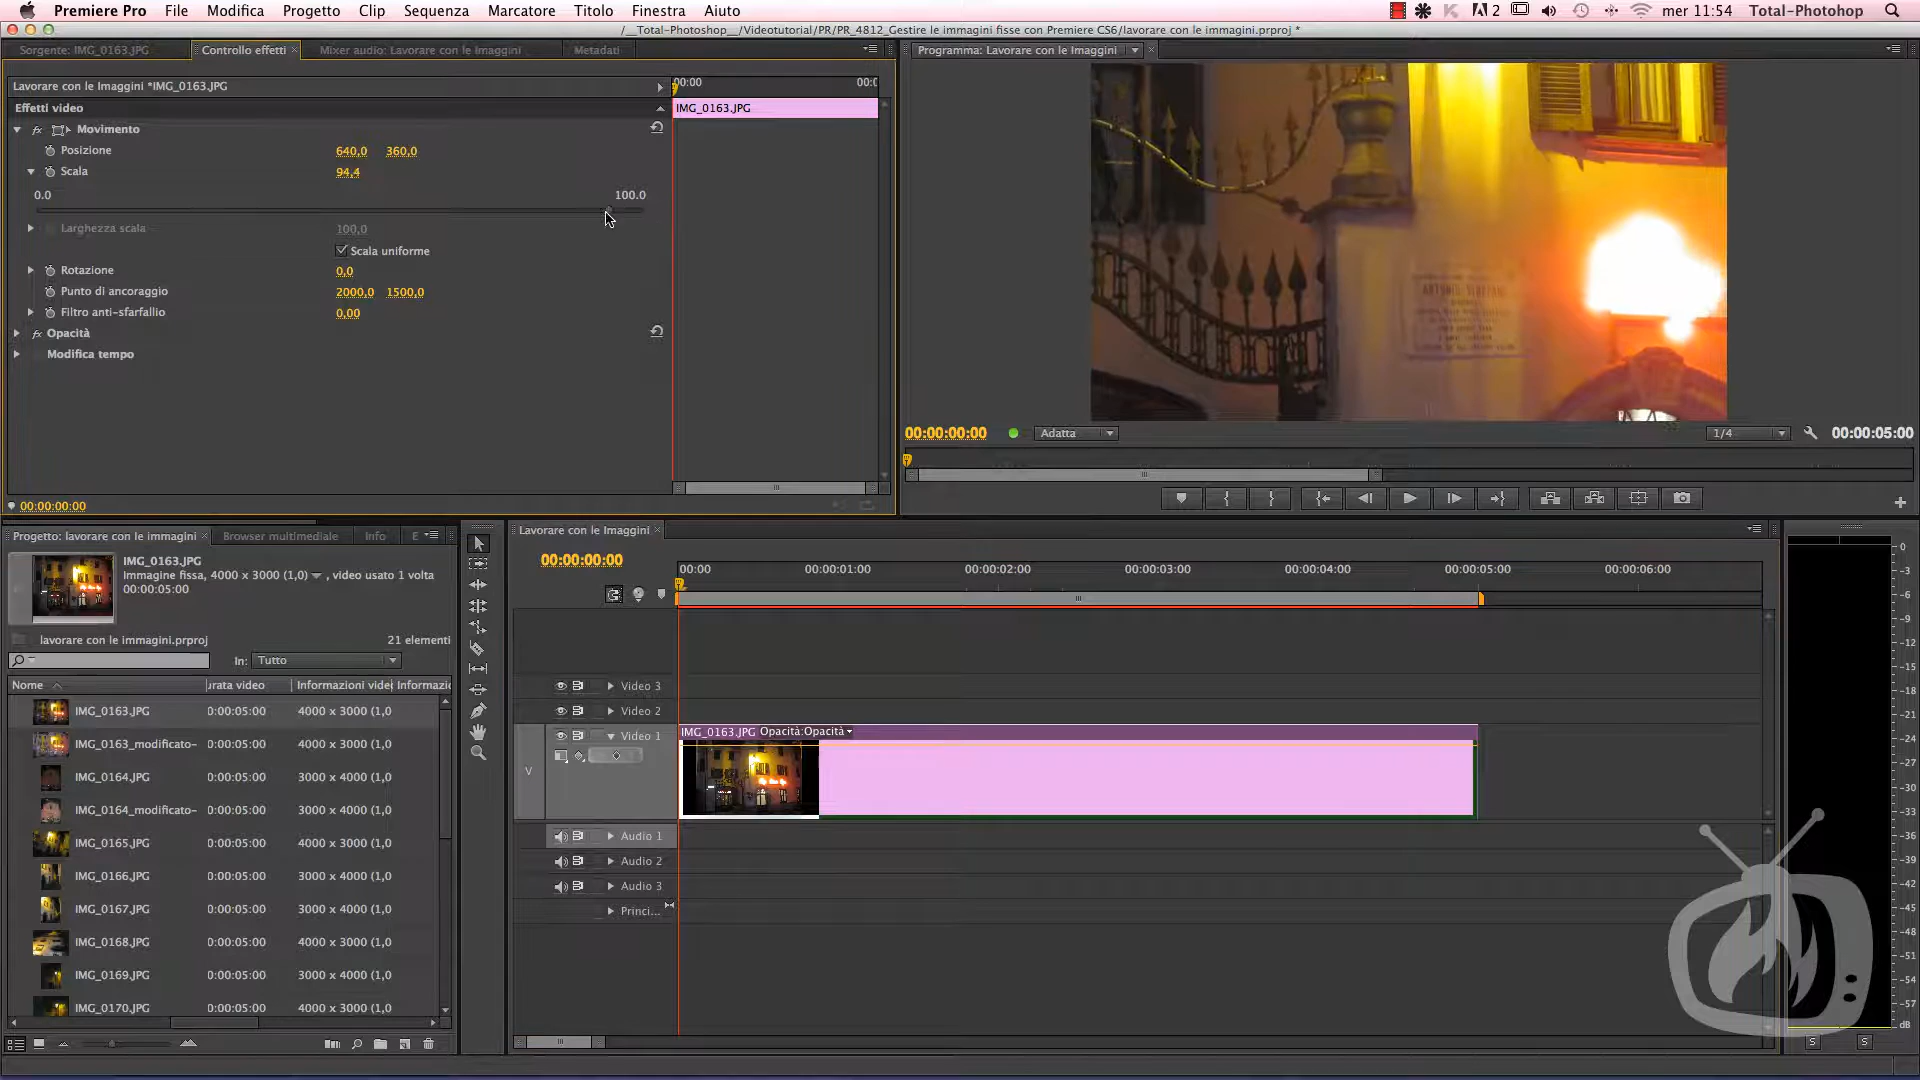 Premiere Pro File Modifica Progetto Clip Sequenza Marcatore Titolo Finestra Aiuto 2 mer 11:54 Total-Photohop
/__Total-Photoshop__/Videotutorial/PR/PR_4812_Gestire le immagini fisse con Premiere CS6/lavorare con le immagini.prproj *
Sorgente: IMG_0163.JPG Controllo effetti Mixer audio: Lavorare con le Imaggini Metadati
Programma: Lavorare con le Imaggini
Lavorare con le Imaggini *IMG_0163.JPG
00:00
Effetti video
IMG_0163.JPG
Movimento
Posizione 640,0 360,0
Scala 94,4
0.0 100.0
Larghezza scala 100,0
Scala uniforme
Rotazione 0,0
Punto di ancoraggio 2000,0 1500,0
Filtro anti-sfarfallio 0,00
Opacità
Modifica tempo
00:00:00:00
00:00:00:00 Adatta 1/4 00:00:05:00
Progetto: lavorare con le immagini Browser multimediale Info E
IMG_0163.JPG
Immagine fissa, 4000 x 3000 (1,0) , video usato 1 volta
00:00:05:00
lavorare con le immagini.prproj 21 elementi
In: Tutto
Nome urata video Informazioni vide Informazio
IMG_0163.JPG 0:00:05:00 4000 x 3000 (1,0
IMG_0163_modificato- 0:00:05:00 4000 x 3000 (1,0
IMG_0164.JPG 0:00:05:00 3000 x 4000 (1,0
IMG_0164_modificato- 0:00:05:00 3000 x 4000 (1,0
IMG_0165.JPG 0:00:05:00 4000 x 3000 (1,0
IMG_0166.JPG 0:00:05:00 3000 x 4000 (1,0
IMG_0167.JPG 0:00:05:00 3000 x 4000 (1,0
IMG_0168.JPG 0:00:05:00 4000 x 3000 (1,0
IMG_0169.JPG 0:00:05:00 3000 x 4000 (1,0
IMG_0170.JPG 0:00:05:00 4000 x 3000 (1,0
Lavorare con le Imaggini
00:00:00:00
00:00 00:00:01:00 00:00:02:00 00:00:03:00 00:00:04:00 00:00:05:00 00:00:06:00
Video 3
Video 2
Video 1
IMG_0163.JPG Opacità:Opacità
V
Audio 1
Audio 2
Audio 3
Princi...
0
-3
-6
-9
-12
-15
-18
-21
-24
-27
-30
-33
-36
-39
-42
-45
-48
-51
-54
-57
dB
S S